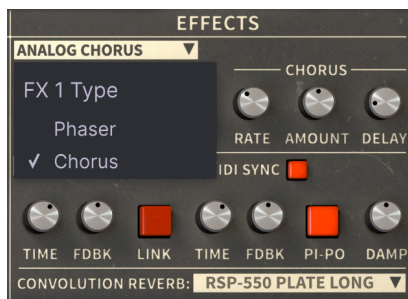 EFFECTS
ANALOG CHORUS
CHORUS
FX 1 Type
Phaser
✓ Chorus
RATE AMOUNT DELAY
IDI SYNC
TIME FDBK LINK TIME FDBK PI-PO DAMP
CONVOLUTION REVERB: RSP-550 PLATE LONG